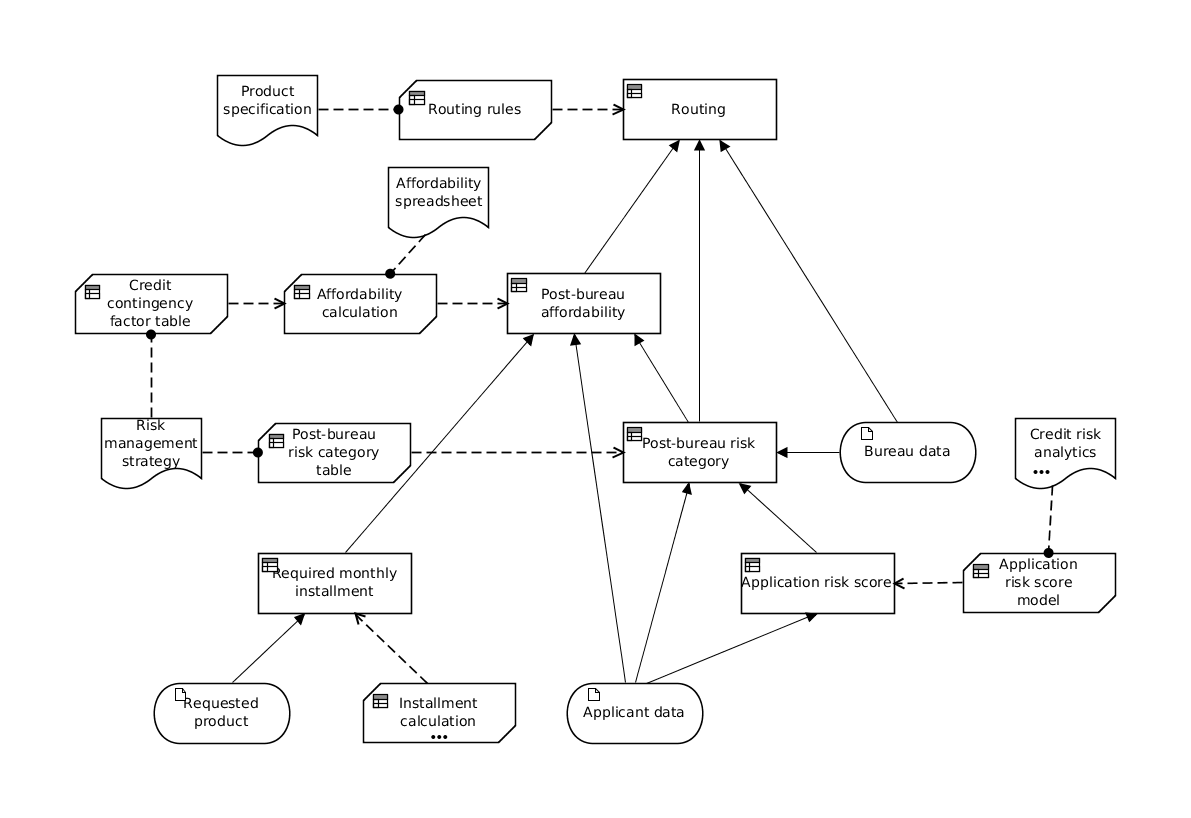 Product
specification
Routing rules
Routing
Affordability
spreadsheet
Credit
contingency
factor table
Affordability
calculation
Post-bureau
affordability
Risk
management
strategy
Post-bureau
risk category
table
Post-bureau risk
category
Bureau data
Credit risk
analytics
Required monthly
installment
Application risk score
Application
risk score
model
Requested
product
Installment
calculation
Applicant data